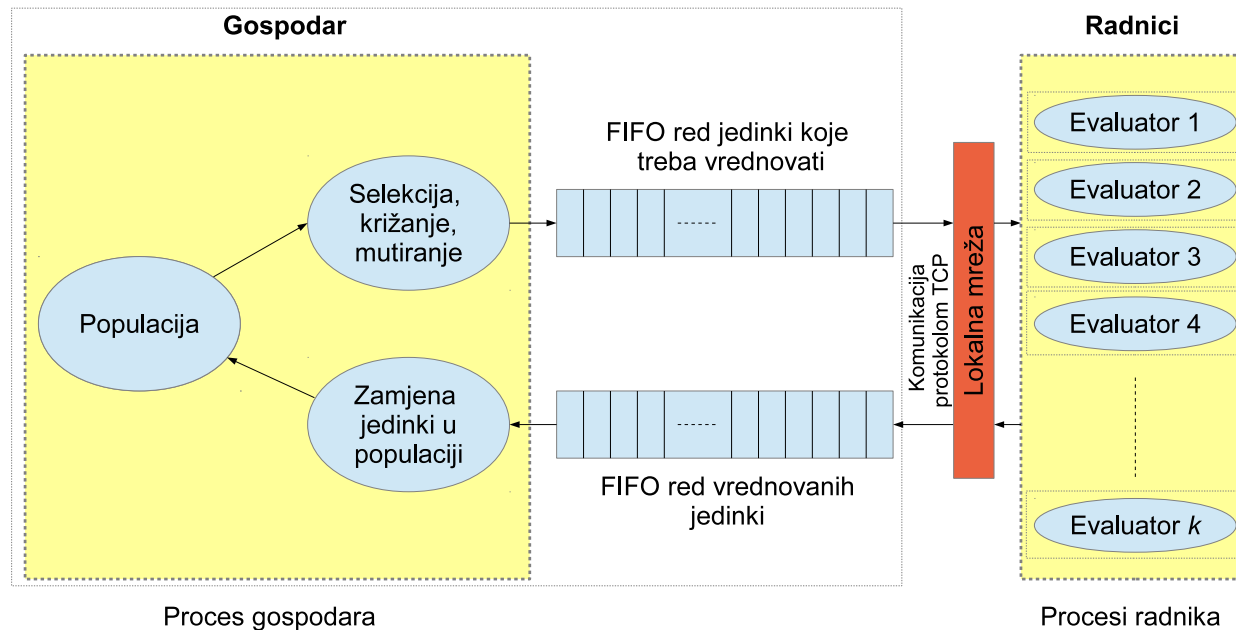 Gospodar
Radnici
FIFO red jedinki koje
treba vrednovati
Selekcija,
križanje,
mutiranje
Populacija
Zamjena
jedinki u
populaciji
FIFO red vrednovanih
jedinki
Komunikacija
protokolom TCP
Lokalna mreža
Evaluator 1
Evaluator 2
Evaluator 3
Evaluator 4
Evaluator k
Proces gospodara
Procesi radnika